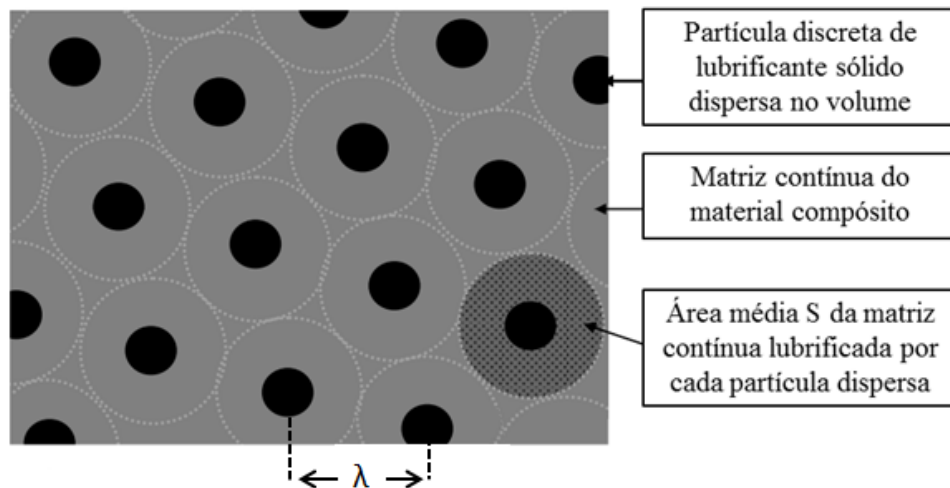 Partícula discreta de
lubrificante sólido
dispersa no volume
Matriz contínua do
material compósito
Área média S da matriz
contínua lubrificada por
cada partícula dispersa
λ